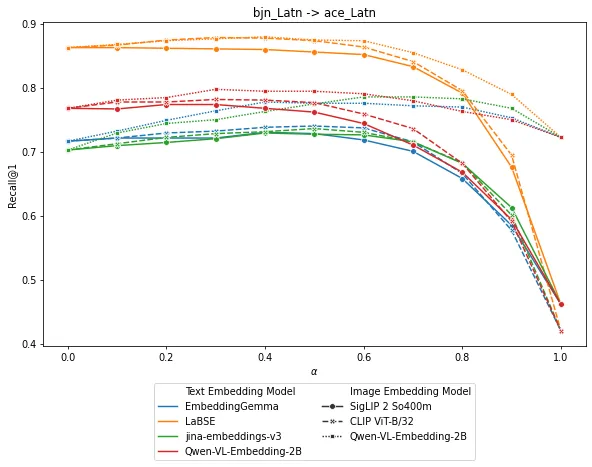 bjn_Latn -> ace_Latn
Recall@1
0.9
0.8
0.7
0.6
0.5
0.4
0.0 0.2 0.4 0.6 0.8 1.0
α
Text Embedding Model Image Embedding Model
EmbeddingGemma SigLIP 2 So400m
LaBSE CLIP ViT-B/32
jina-embeddings-v3 Qwen-VL-Embedding-2B
Qwen-VL-Embedding-2B